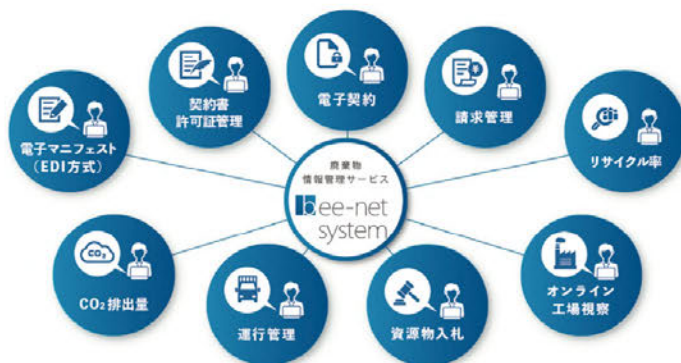 電子マニフェスト
(EDI方式)
契約書
許可証管理
電子契約
請求管理
リサイクル率
廃棄物
情報管理サービス
bee-net
system
CO₂
CO₂排出量
運行管理
資源物入札
オンライン
工場視察